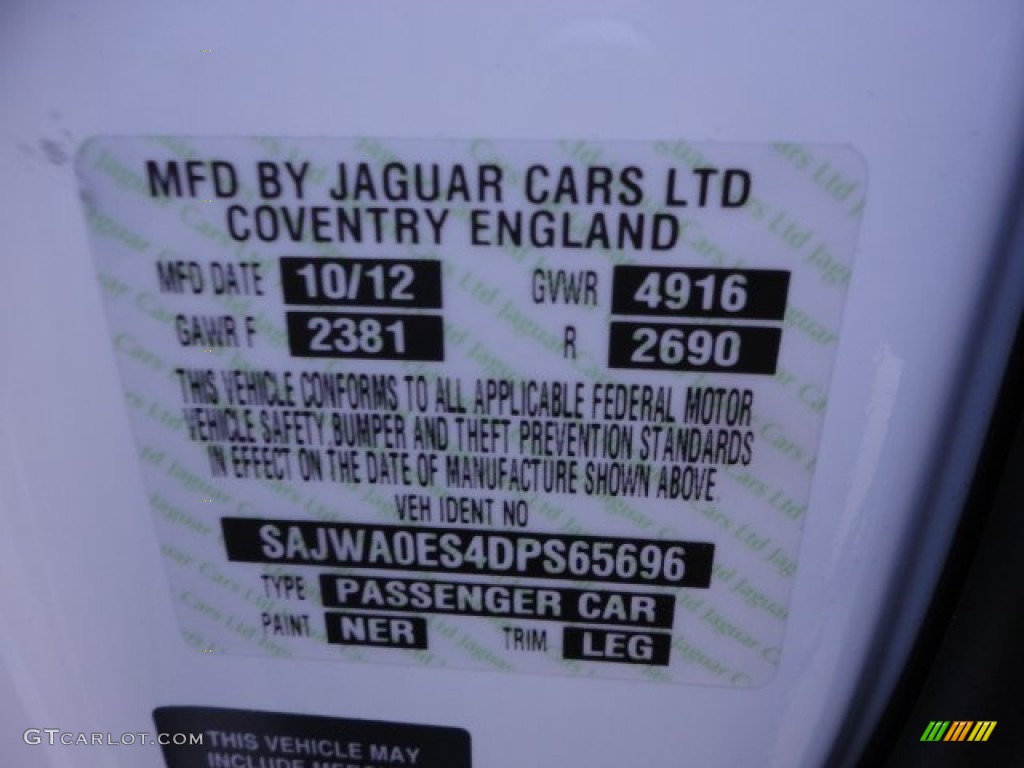 MFD BY JAGUAR CARS LTD
COVENTRY ENGLAND
MFD DATE 10/12 GVWR 4916
GAWR F 2381 R 2690
THIS VEHICLE CONFORMS TO ALL APPLICABLE FEDERAL MOTOR
VEHICLE SAFETY, BUMPER AND THEFT PREVENTION STANDARDS
IN EFFECT ON THE DATE OF MANUFACTURE SHOWN ABOVE.
VEH IDENT NO
SAJWA0ES4DPS65696
TYPE PASSENGER CAR
PAINT NER TRIM LEG
THIS VEHICLE MAY
INCLUDE
GTCARLOT.COM